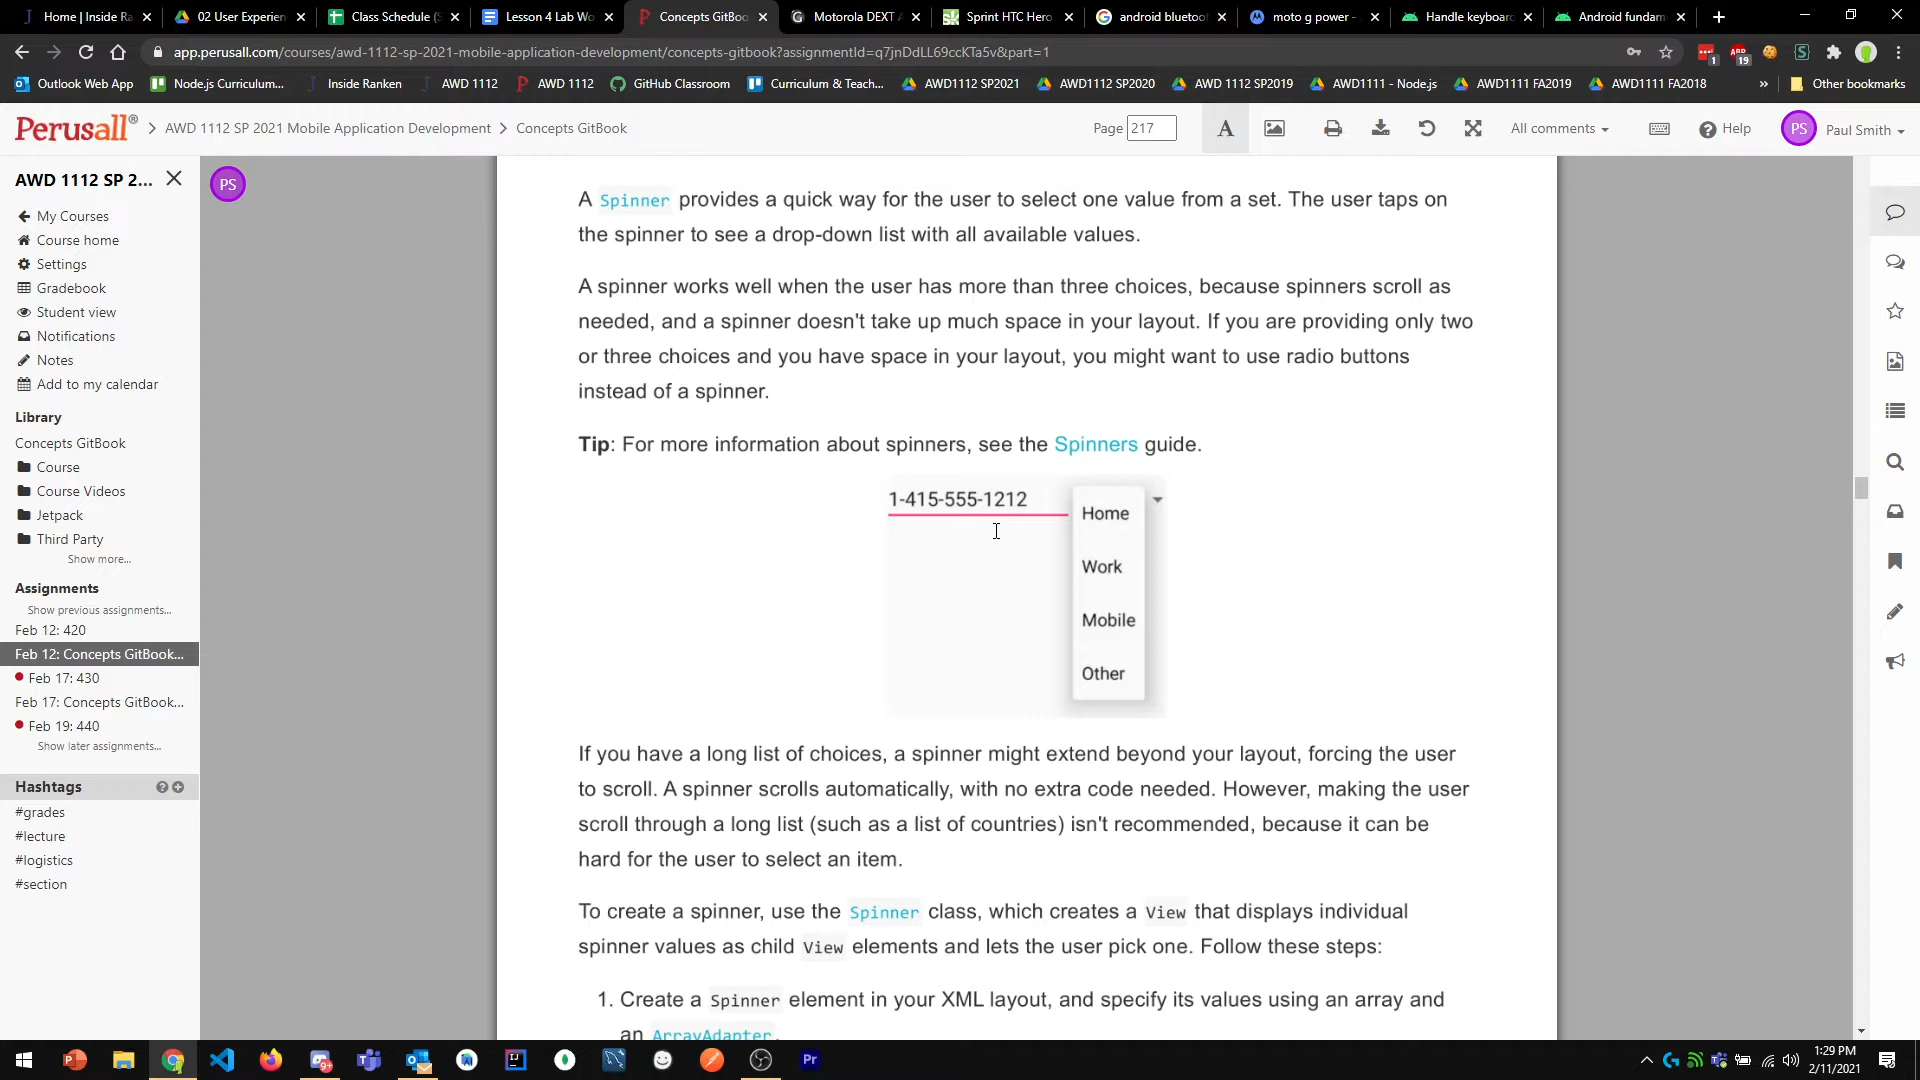 Home | Inside Ra
02 User Experien
Class Schedule (S
Lesson 4 Lab Wo
Concepts GitBoo
Motorola DEXT A
Sprint HTC Hero
android bluetoo
moto g power -
Handle keyboard
Android fundam
app.perusall.com/courses/awd-1112-sp-2021-mobile-application-development/concepts-gitbook?assignmentId=q7jnDdLL69ccKTa5v&part=1
1
19
Outlook Web App
Node.js Curriculum...
Inside Ranken
AWD 1112
AWD 1112
GitHub Classroom
Curriculum & Teach...
AWD1112 SP2021
AWD1112 SP2020
AWD1112 SP2019
AWD1111 - Node.js
AWD1111 FA2019
AWD1111 FA2018
»
Other bookmarks
Perusall®
AWD 1112 SP 2021 Mobile Application Development
Concepts GitBook
Page 217
A
All comments
Help
PS
Paul Smith
AWD 1112 SP 2...
My Courses
Course home
Settings
Gradebook
Student view
Notifications
Notes
Add to my calendar
Library
Concepts GitBook
Course
Course Videos
Jetpack
Third Party
Show more...
Assignments
Show previous assignments...
Feb 12: 420
Feb 12: Concepts GitBook...
Feb 17: 430
Feb 17: Concepts GitBook...
Feb 19: 440
Show later assignments...
Hashtags
#grades
#lecture
#logistics
#section
PS
A Spinner provides a quick way for the user to select one value from a set. The user taps on
the spinner to see a drop-down list with all available values.
A spinner works well when the user has more than three choices, because spinners scroll as
needed, and a spinner doesn't take up much space in your layout. If you are providing only two
or three choices and you have space in your layout, you might want to use radio buttons
instead of a spinner.
Tip: For more information about spinners, see the Spinners guide.
1-415-555-1212
Home
Work
Mobile
Other
If you have a long list of choices, a spinner might extend beyond your layout, forcing the user
to scroll. A spinner scrolls automatically, with no extra code needed. However, making the user
scroll through a long list (such as a list of countries) isn't recommended, because it can be
hard for the user to select an item.
To create a spinner, use the Spinner class, which creates a View that displays individual
spinner values as child View elements and lets the user pick one. Follow these steps:
1. Create a Spinner element in your XML layout, and specify its values using an array and
an ArrayAdapter.
9+
Pr
1:29 PM
2/11/2021